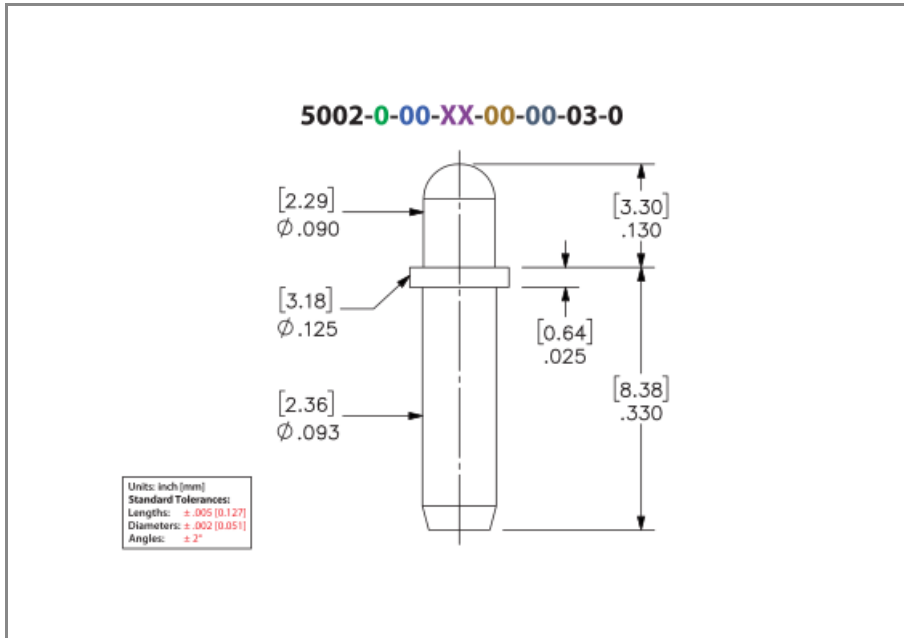 5002-0-00-XX-00-00-03-0
[2.29]
Ø.090
[3.30]
.130
[3.18]
Ø.125
[0.64]
.025
[8.38]
.330
[2.36]
Ø.093
Units: inch [mm]
Standard Tolerances:
Lengths: ± .005 [0.127]
Diameters: ± .002 [0.051]
Angles: ± 2°